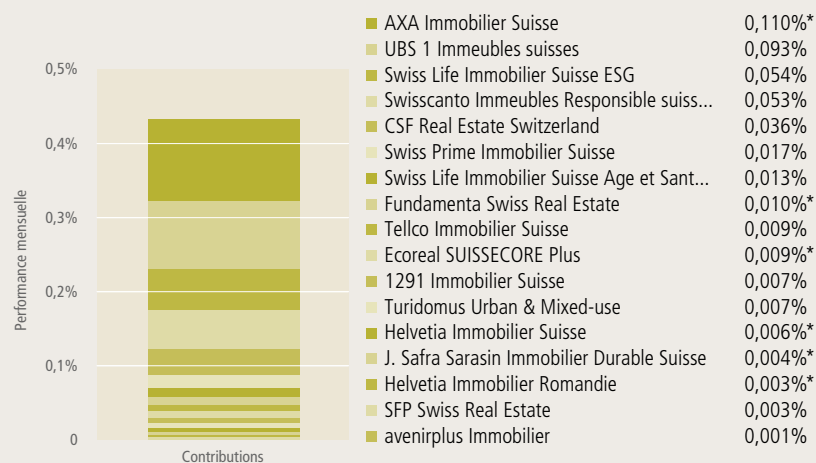 AXA Immobilier Suisse 0,110%*
UBS 1 Immeubles suisses 0,093%
Swiss Life Immobilier Suisse ESG 0,054%
Swisscanto Immeubles Responsible suiss... 0,053%
CSF Real Estate Switzerland 0,036%
Swiss Prime Immobilier Suisse 0,017%
Swiss Life Immobilier Suisse Age et Sant... 0,013%
Fundamenta Swiss Real Estate 0,010%*
Tellco Immobilier Suisse 0,009%
Ecoreal SUISSECORE Plus 0,009%*
1291 Immobilier Suisse 0,007%
Turidomus Urban & Mixed-use 0,007%
Helvetia Immobilier Suisse 0,006%*
J. Safra Sarasin Immobilier Durable Suisse 0,004%*
Helvetia Immobilier Romandie 0,003%*
SFP Swiss Real Estate 0,003%
avenirplus Immobilier 0,001%
Performance mensuelle
0,5%
0,4%
0,3%
0,2%
0,1%
0
Contributions